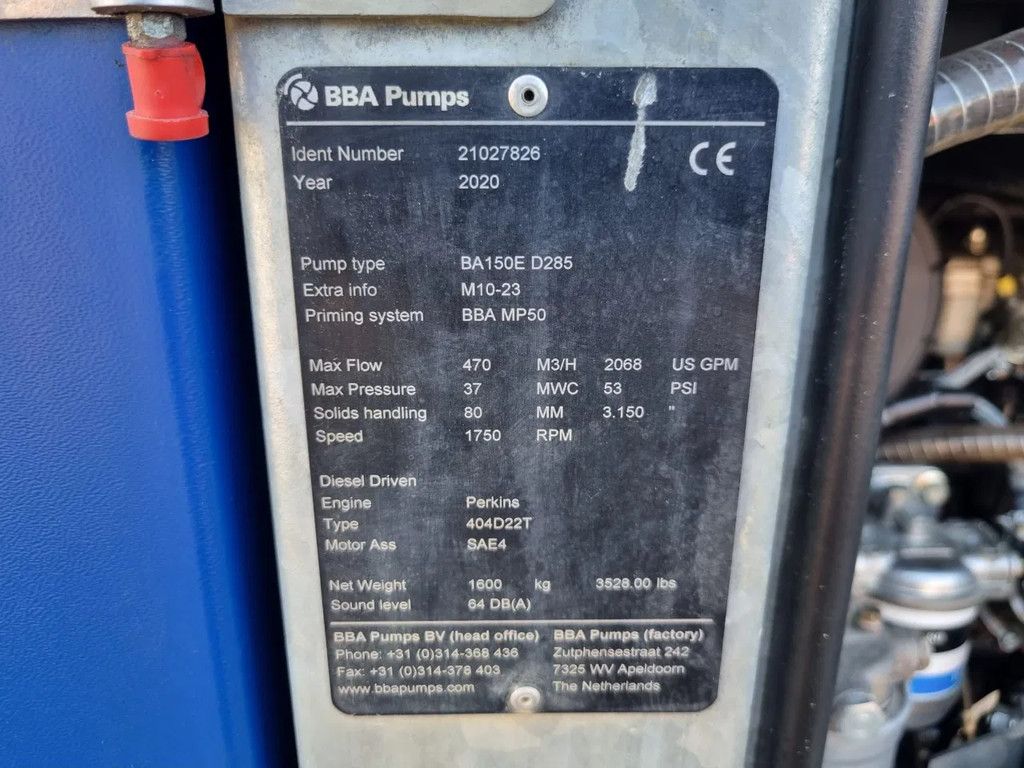 BBA Pumps
Ident Number 21027826
CE
Year 2020
Pump type BA150E D285
Extra info M10-23
Priming system BBA MP50
Max Flow 470 M3/H 2068 US GPM
Max Pressure 37 MWC 53 PSI
Solids handling 80 MM 3.150 "
Speed 1750 RPM
Diesel Driven
Engine Perkins
Type 404D22T
Motor Ass SAE4
Net Weight 1600 kg 3528.00 lbs
Sound level 64 DB(A)
BBA Pumps BV (head office) BBA Pumps (factory)
Phone: +31 (0)314-368 436 Zutphensestraat 242
Fax: +31 (0)314-378 403 7325 WV Apeldoorn
www.bbapumps.com The Netherlands